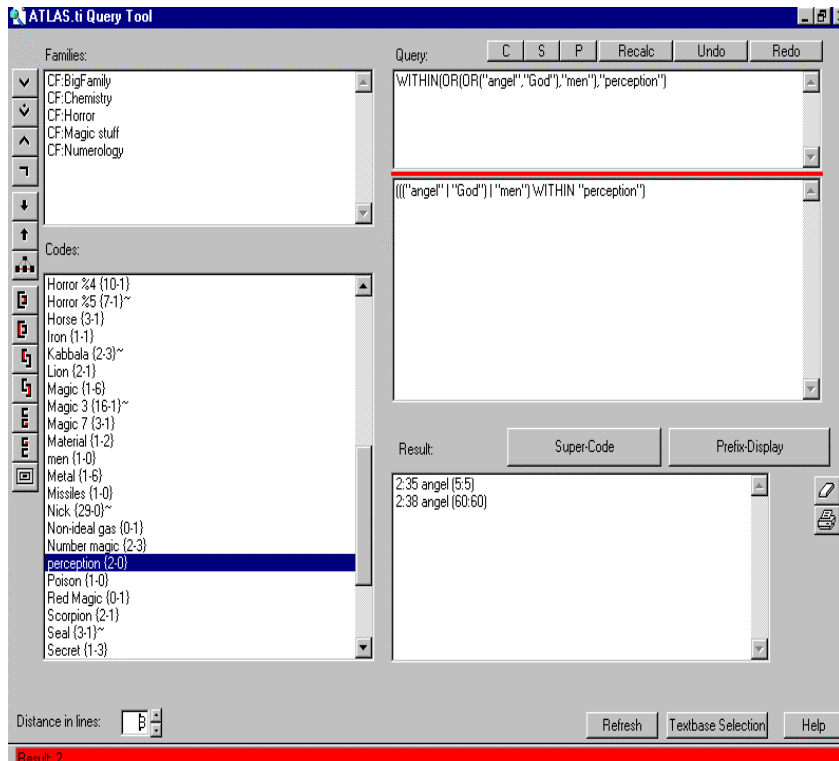 ATLAS.ti Query Tool
Families:
CF:BigFamily
CF:Chemistry
CF:Horror
CF:Magic stuff
CF:Numerology
Codes:
Horror %4 {10-1}
Horror %5 {7-1}~
Horse {3-1}
Iron {1-1}
Kabbala {2-3}~
Lion {2-1}
Magic {1-6}
Magic 3 {16-1}~
Magic 7 {3-1}
Material {1-2}
men {1-0}
Metal {1-6}
Missiles {1-0}
Nick {29-0}~
Non-ideal gas {0-1}
Number magic {2-3}
perception {2-0}
Poison {1-0}
Red Magic {0-1}
Scorpion {2-1}
Seal {3-1}~
Secret {1-3}
Query: C S P Recalc Undo Redo
WITHIN(OR(OR("angel","God"),"men"),"perception")
((("angel" | "God") | "men") WITHIN "perception")
Result: Super-Code Prefix-Display
2:35 angel (5:5)
2:38 angel (60:60)
Distance in lines:
Refresh Textbase Selection Help
Result: 2